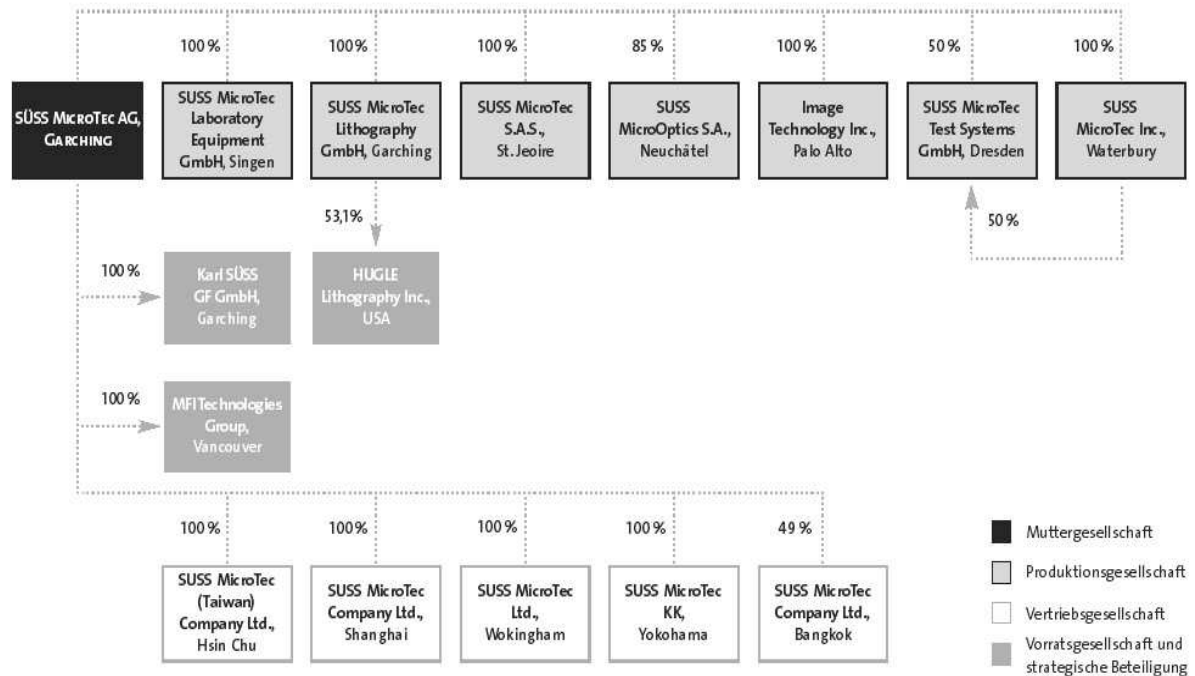 100 %
100 %
100 %
85 %
100 %
50 %
100 %
SÜSS MicroTec AG,
Garching
SUSS MicroTec
Laboratory
Equipment
GmbH, Singen
SUSS MicroTec
Lithography
GmbH, Garching
SUSS MicroTec
S.A.S.,
St. Jeoire
SUSS
MicroOptics S.A.,
Neuchâtel
Image
Technology Inc.,
Palo Alto
SUSS MicroTec
Test Systems
GmbH, Dresden
SUSS
MicroTec Inc.,
Waterbury
53,1%
50 %
100 %
Karl SÜSS
GF GmbH,
Garching
HUGLE
Lithography Inc.,
USA
100 %
MFI Technologies
Group,
Vancouver
100 %
100 %
100 %
100 %
49 %
SUSS MicroTec
(Taiwan)
Company Ltd.,
Hsin Chu
SUSS MicroTec
Company Ltd.,
Shanghai
SUSS MicroTec
Ltd.,
Wokingham
SUSS MicroTec
KK,
Yokohama
SUSS MicroTec
Company Ltd.,
Bangkok
Muttergesellschaft
Produktionsgesellschaft
Vertriebsgesellschaft
Vorratsgesellschaft und
strategische Beteiligung